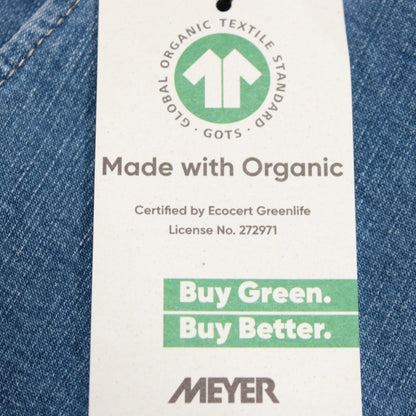 GLOBAL ORGANIC TEXTILE STANDARD
· GOTS ·
Made with Organic
Certified by Ecocert Greenlife
License No. 272971
Buy Green.
Buy Better.
MEYER